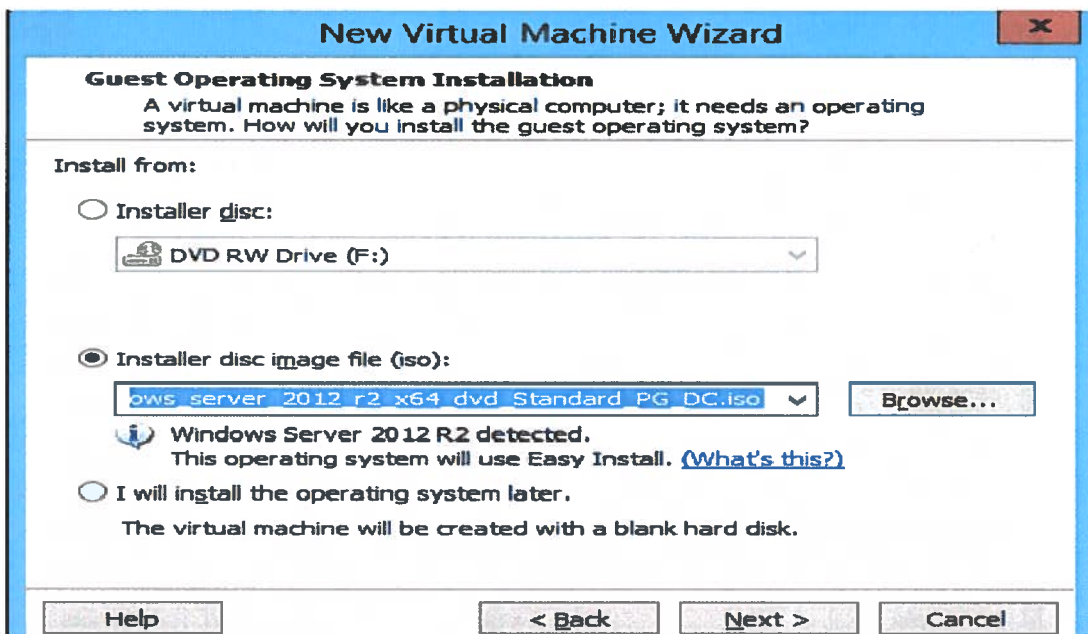 New Virtual Machine Wizard
Guest Operating System Installation
A virtual machine is like a physical computer; it needs an operating
system. How will you install the guest operating system?
Install from:
Installer disc:
DVD RW Drive (F:)
Installer disc image file (iso):
ows_server_2012_r2_x64_dvd_Standard_PG_DC.iso
Browse...
Windows Server 2012 R2 detected.
This operating system will use Easy Install. (What's this?)
I will install the operating system later.
The virtual machine will be created with a blank hard disk.
Help
< Back
Next >
Cancel